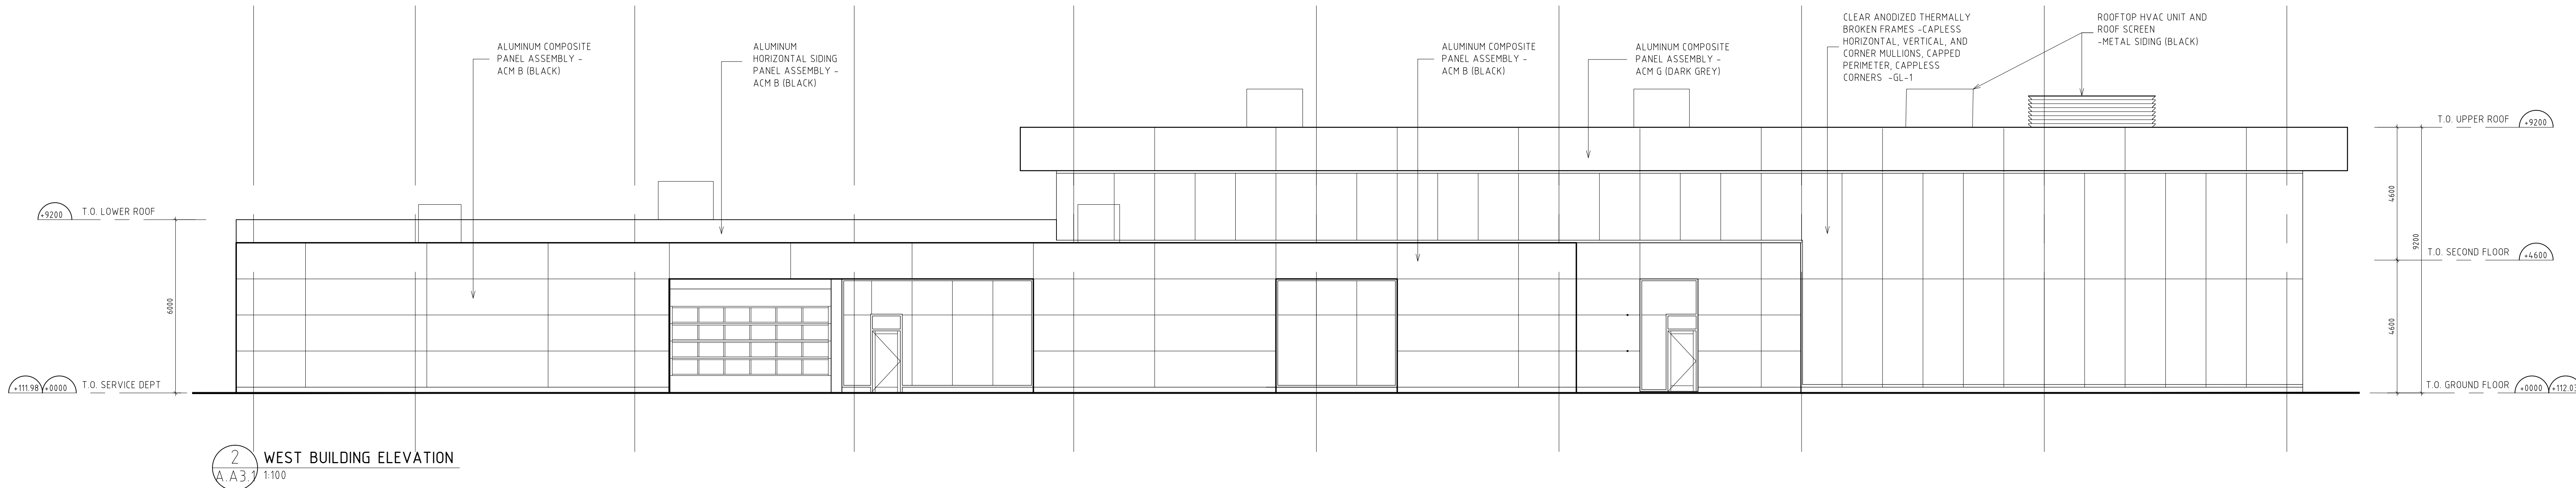 ALUMINUM COMPOSITE
PANEL ASSEMBLY -
ACM B (BLACK)
ALUMINUM
HORIZONTAL SIDING
PANEL ASSEMBLY -
ACM B (BLACK)
ALUMINUM COMPOSITE
PANEL ASSEMBLY -
ACM B (BLACK)
ALUMINUM COMPOSITE
PANEL ASSEMBLY -
ACM G (DARK GREY)
CLEAR ANODIZED THERMALLY
BROKEN FRAMES -CAPLESS
HORIZONTAL, VERTICAL, AND
CORNER MULLIONS, CAPPED
PERIMETER, CAPPLESS
CORNERS -GL-1
ROOFTOP HVAC UNIT AND
ROOF SCREEN
-METAL SIDING (BLACK)
T.O. UPPER ROOF +9200
+9200 T.O. LOWER ROOF
4600
9200
T.O. SECOND FLOOR +4600
6000
4600
+111.98 +0000 T.O. SERVICE DEPT
T.O. GROUND FLOOR +0000 +112.03
2
A.A3.1
WEST BUILDING ELEVATION
1:100